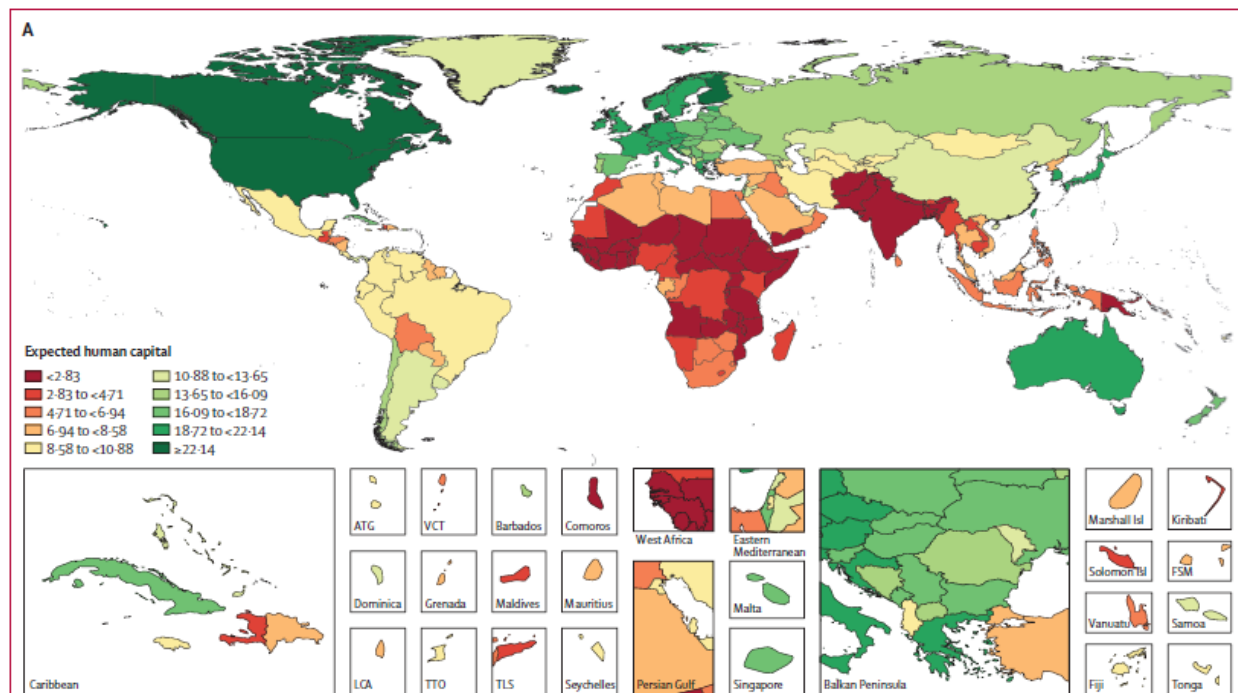 A
Expected human capital
<2·83
2·83 to <4·71
4·71 to <6·94
6·94 to <8·58
8·58 to <10·88
10·88 to <13·65
13·65 to <16·09
16·09 to <18·72
18·72 to <22·14
≥22·14
Caribbean
ATG
VCT
Barbados
Comoros
West Africa
Eastern
Mediterranean
Marshall Isl
Kiribati
Dominica
Grenada
Maldives
Mauritius
Malta
Solomon Isl
FSM
Vanuatu
Samoa
LCA
TTO
TLS
Seychelles
Persian Gulf
Singapore
Balkan Peninsula
Fiji
Tonga